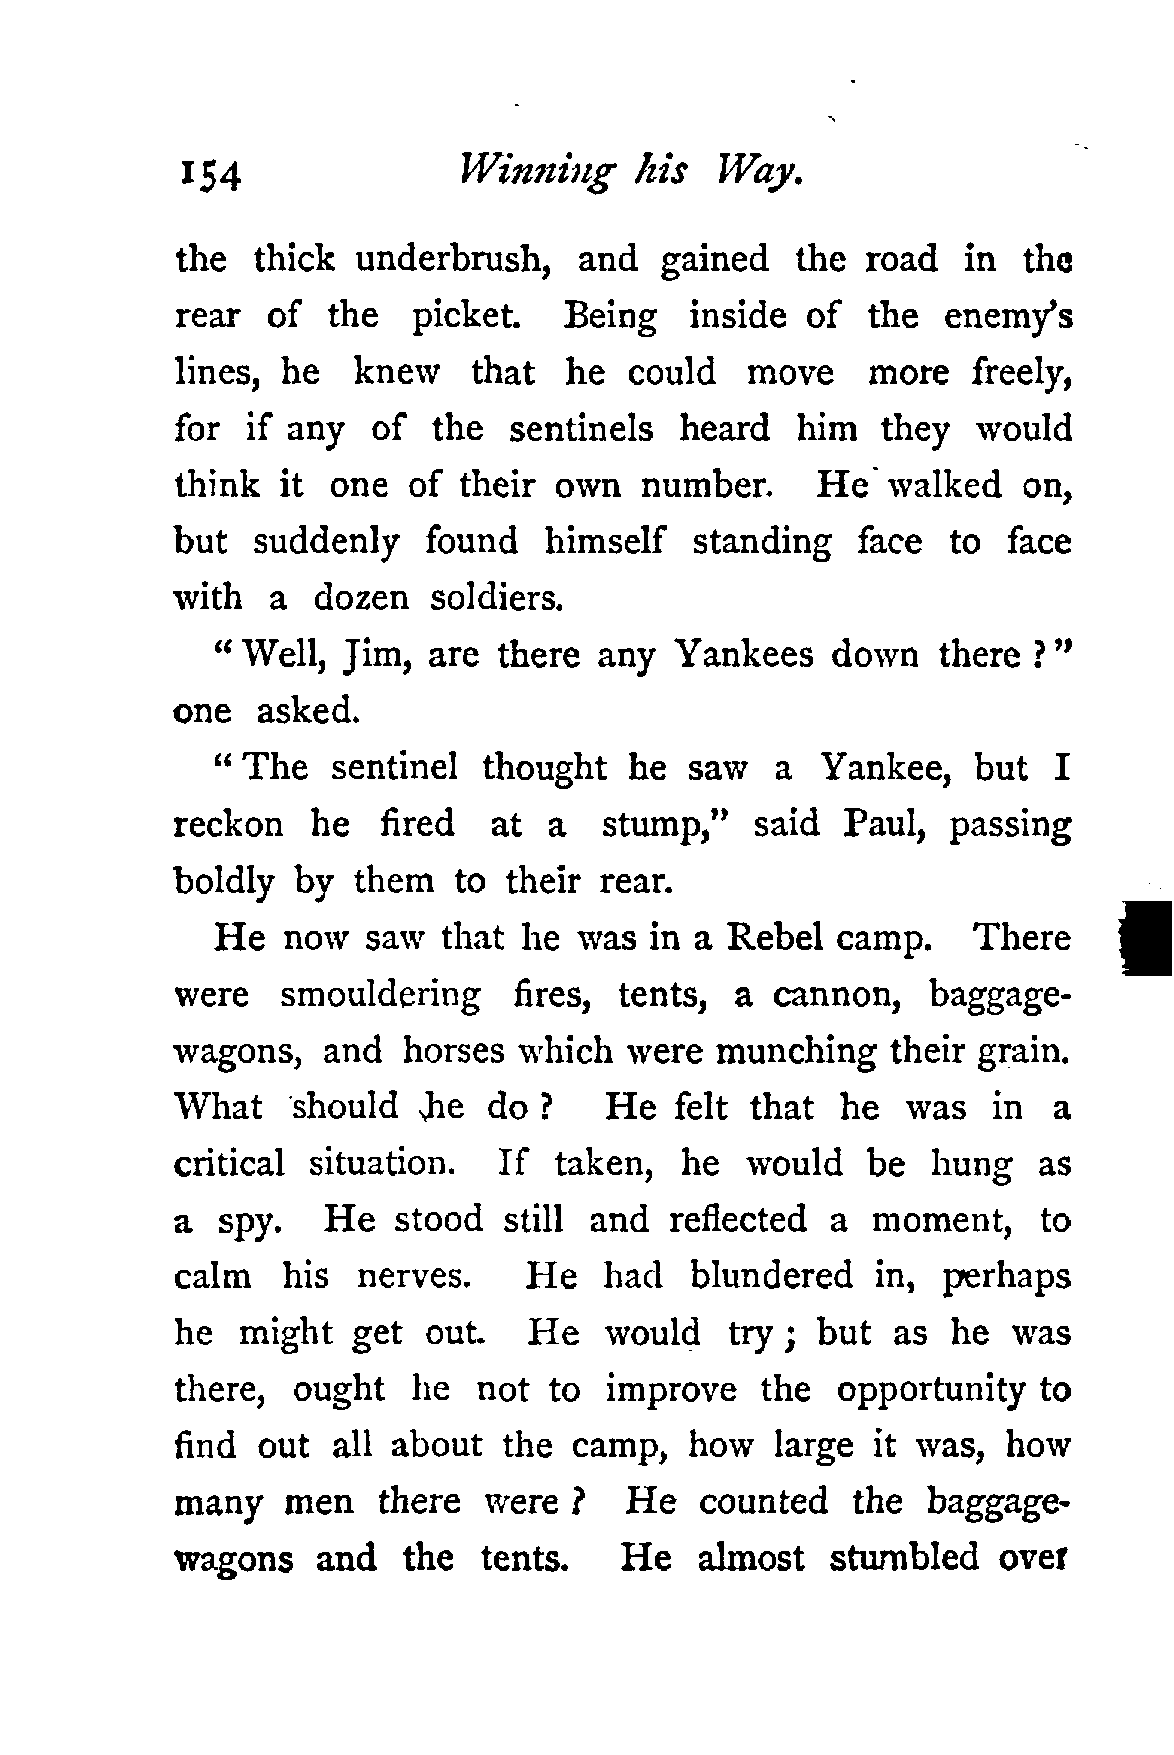 154 Winning his Way.
the thick underbrush, and gained the road in the
rear of the picket. Being inside of the enemy's
lines, he knew that he could move more freely,
for if any of the sentinels heard him they would
think it one of their own number. He walked on,
but suddenly found himself standing face to face
with a dozen soldiers.
“ Well, Jim, are there any Yankees down there ? ”
one asked.
“ The sentinel thought he saw a Yankee, but I
reckon he fired at a stump,” said Paul, passing
boldly by them to their rear.
He now saw that he was in a Rebel camp. There
were smouldering fires, tents, a cannon, baggage-
wagons, and horses which were munching their grain.
What should he do ? He felt that he was in a
critical situation. If taken, he would be hung as
a spy. He stood still and reflected a moment, to
calm his nerves. He had blundered in, perhaps
he might get out. He would try ; but as he was
there, ought he not to improve the opportunity to
find out all about the camp, how large it was, how
many men there were ? He counted the baggage-
wagons and the tents. He almost stumbled over